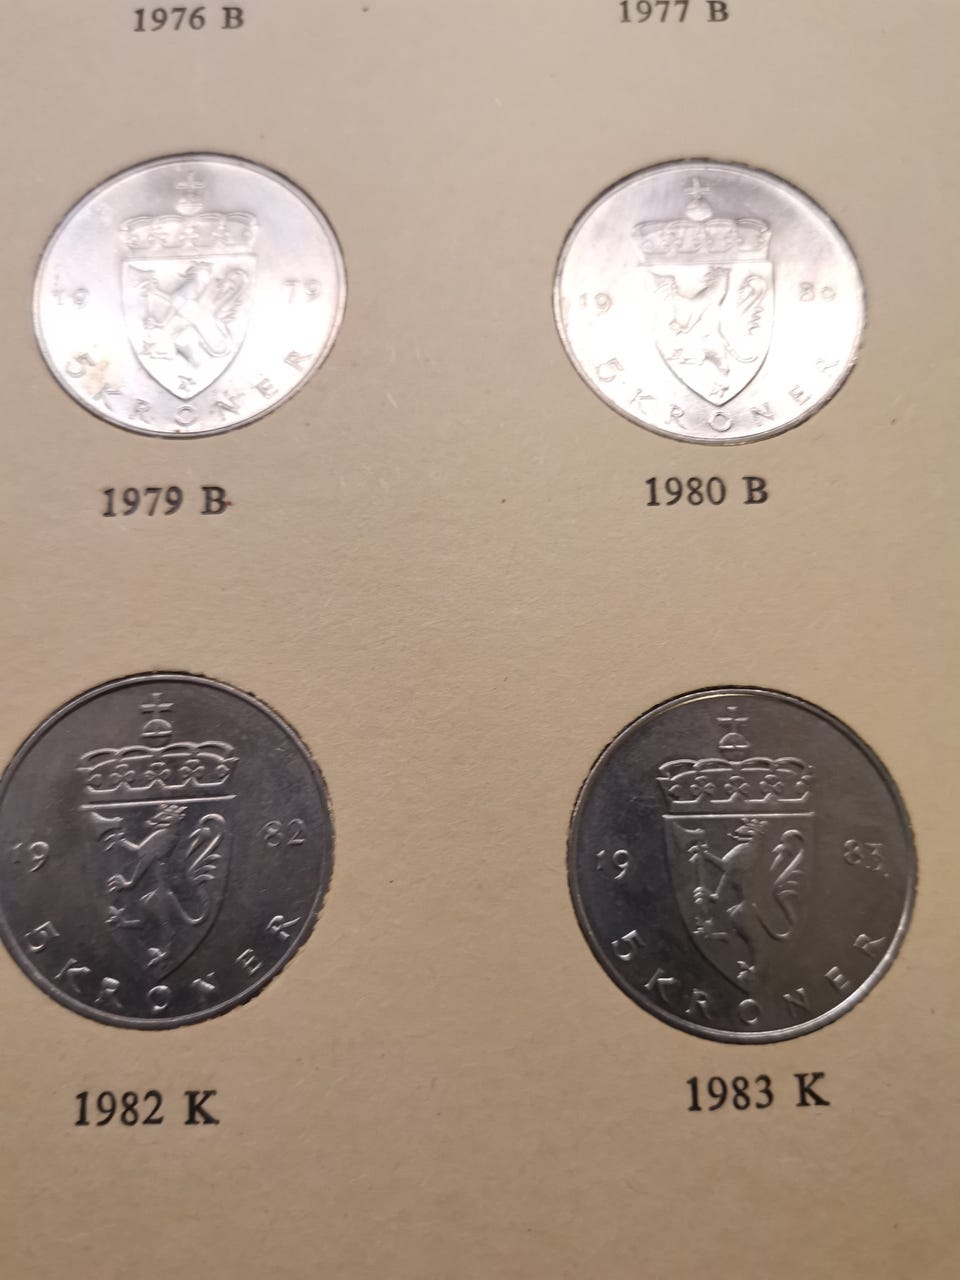 1976 B
1977 B
19 79
5 KRONER
19 80
5 KRONER
1979 B
1980 B
19 82
5 KRONER
19 83
5 KRONER
1982 K
1983 K